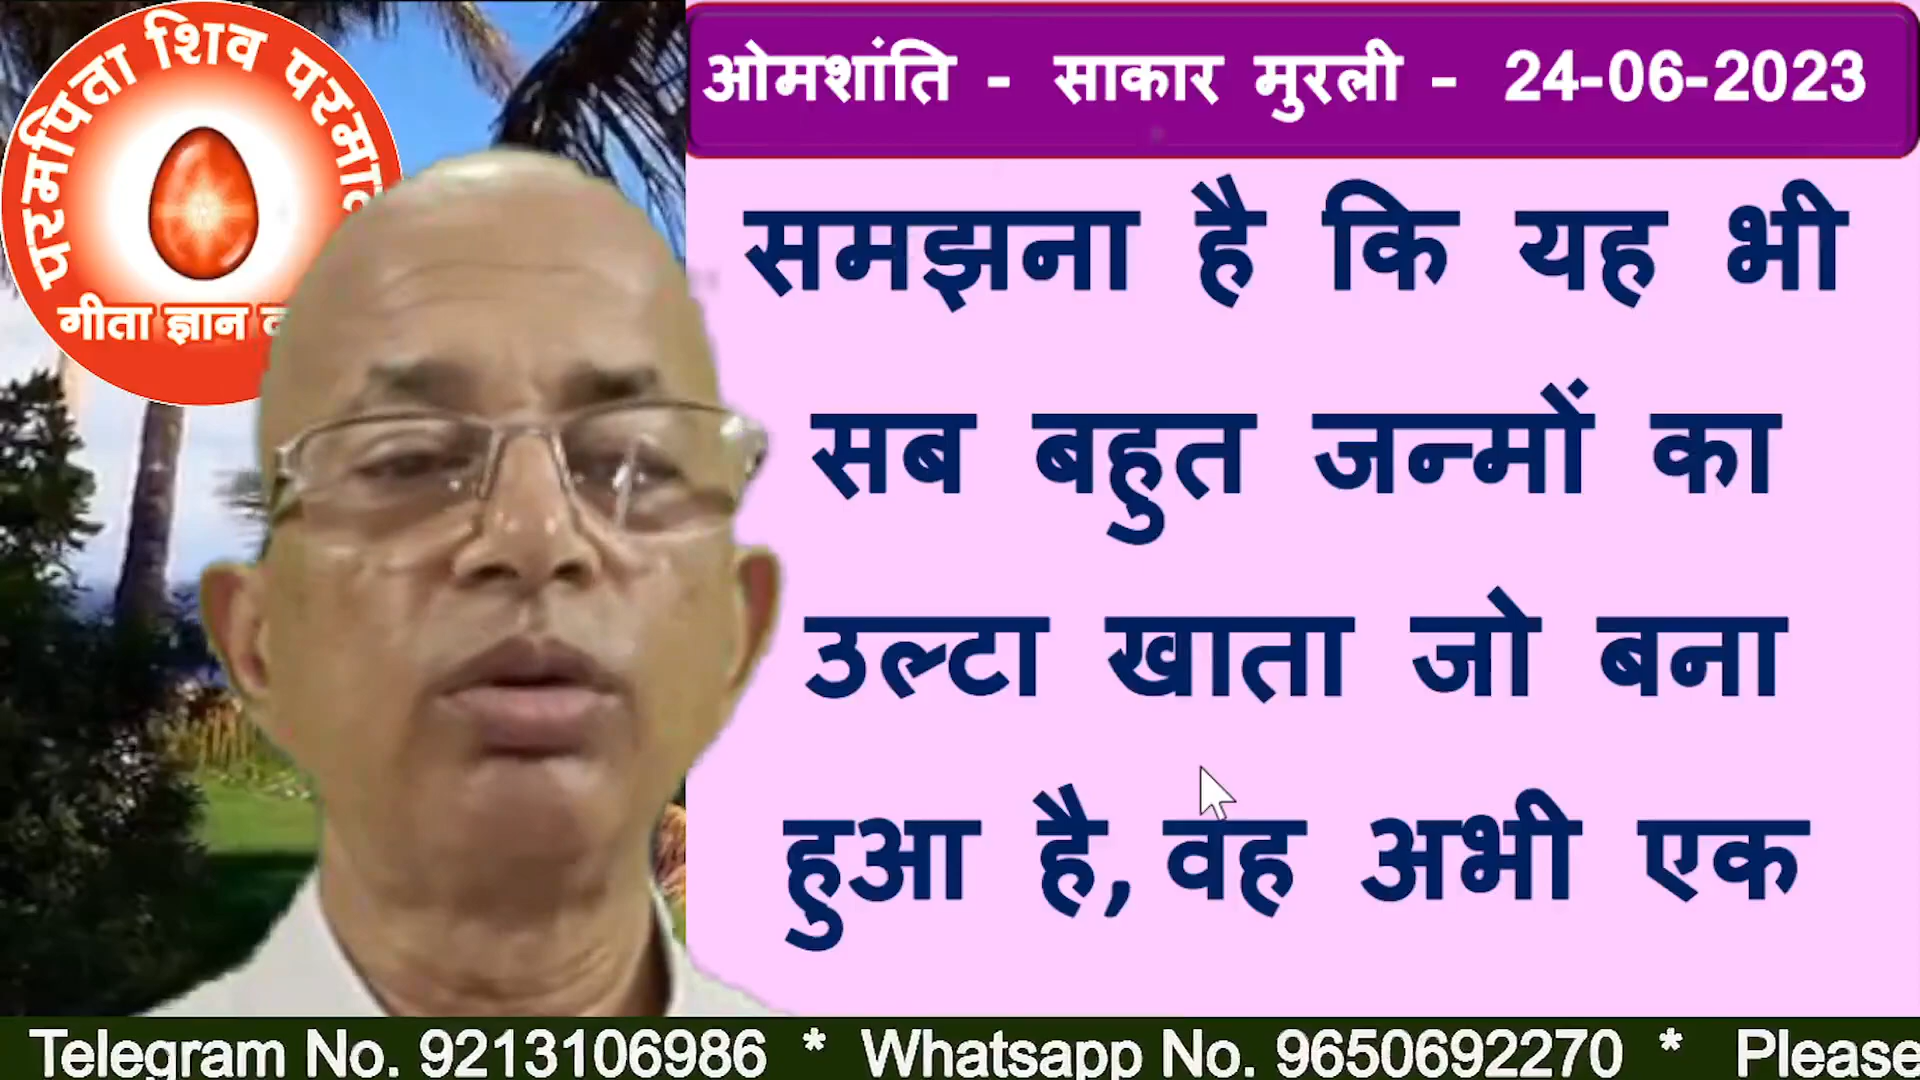 परमपिता शिव
गीता ज्ञान
ओमशांति - साकार मुरली - 24-06-2023
समझना है कि यह भी
सब बहुत जन्मों का
उल्टा खाता जो बना
हुआ है, वह अभी एक
Telegram No. 9213106986 * Whatsapp No. 9650692270 * Please